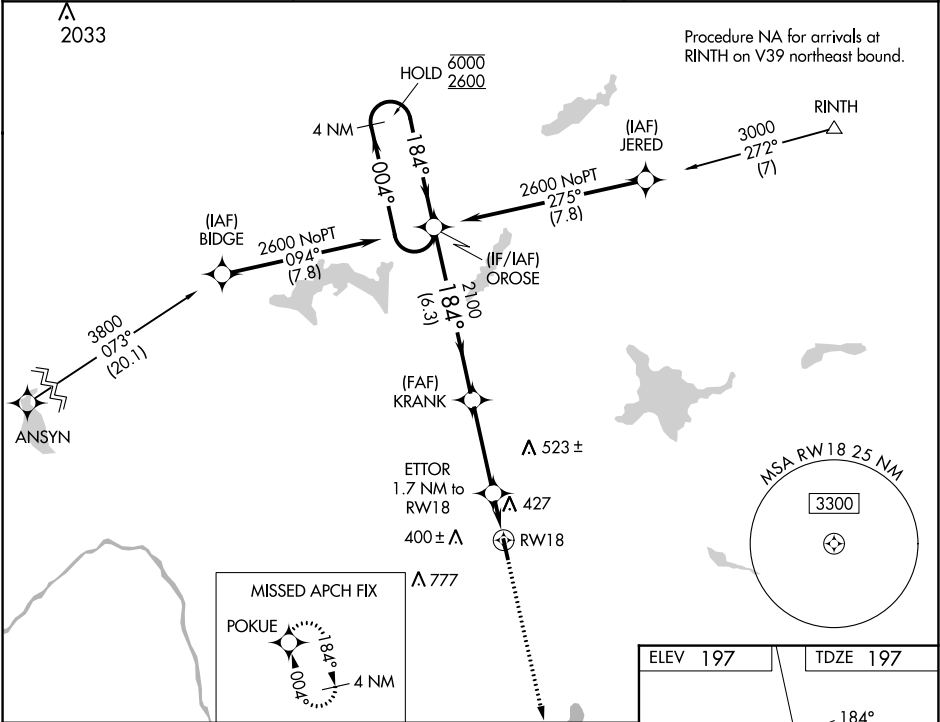 2033
Procedure NA for arrivals at
RINTH on V39 northeast bound.
HOLD 6000
2600
4 NM
184°
004°
RINTH
3000
272°
(7)
(IAF)
JERED
2600 NoPT
275°
(7.8)
(IAF)
BIDGE
2600 NoPT
094°
(7.8)
(IF/IAF)
OROSE
2100
184°
(6.3)
3800
073°
(20.1)
ANSYN
(FAF)
KRANK
523 ±
ETTOR
1.7 NM to
RW18
427
400 ±
RW18
777
MSA RW18 25 NM
3300
MISSED APCH FIX
POKUE
184°
004°
4 NM
ELEV 197
TDZE 197
184°